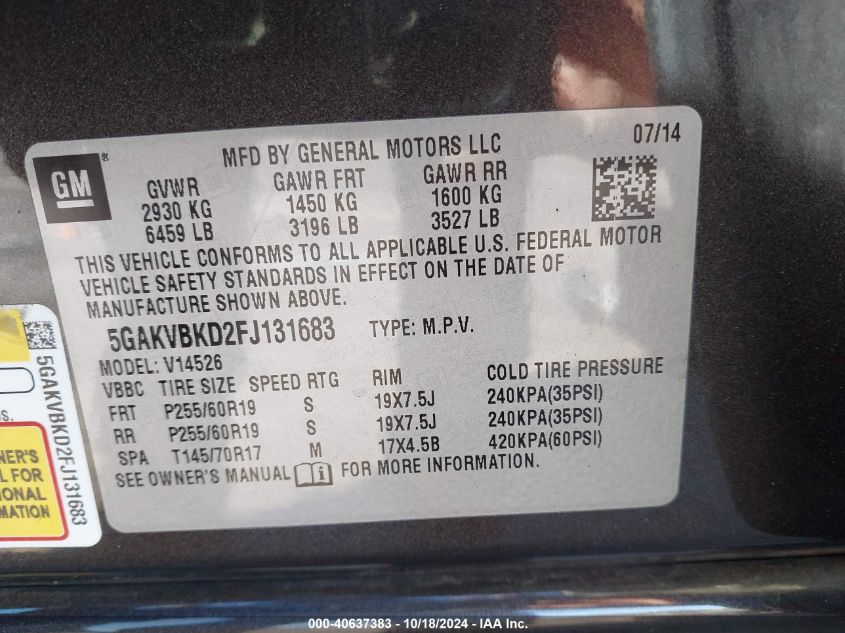 GM
®
MFD BY GENERAL MOTORS LLC 07/14
GVWR GAWR FRT GAWR RR
2930 KG 1450 KG 1600 KG
6459 LB 3196 LB 3527 LB
THIS VEHICLE CONFORMS TO ALL APPLICABLE U.S. FEDERAL MOTOR
VEHICLE SAFETY STANDARDS IN EFFECT ON THE DATE OF
MANUFACTURE SHOWN ABOVE.
5GAKVBKD2FJ131683 TYPE: M.P.V.
MODEL: V14526
VBBC TIRE SIZE SPEED RTG RIM COLD TIRE PRESSURE
FRT P255/60R19 S 19X7.5J 240KPA(35PSI)
RR P255/60R19 S 19X7.5J 240KPA(35PSI)
SPA T145/70R17 M 17X4.5B 420KPA(60PSI)
SEE OWNER'S MANUAL i FOR MORE INFORMATION.
5GAKVBKD2FJ131683
S.
NER'S
L FOR
IONAL
MATION
000-40637383 / 10/18/2024 - IAA Inc.